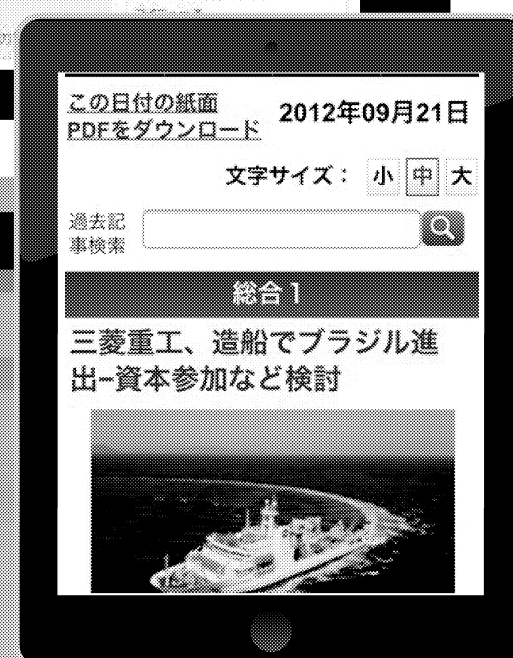 この日付の紙面
PDFをダウンロード
2012年09月21日
文字サイズ： 小 中 大
過去記
事検索
総合1
三菱重工、造船でブラジル進
出−資本参加など検討